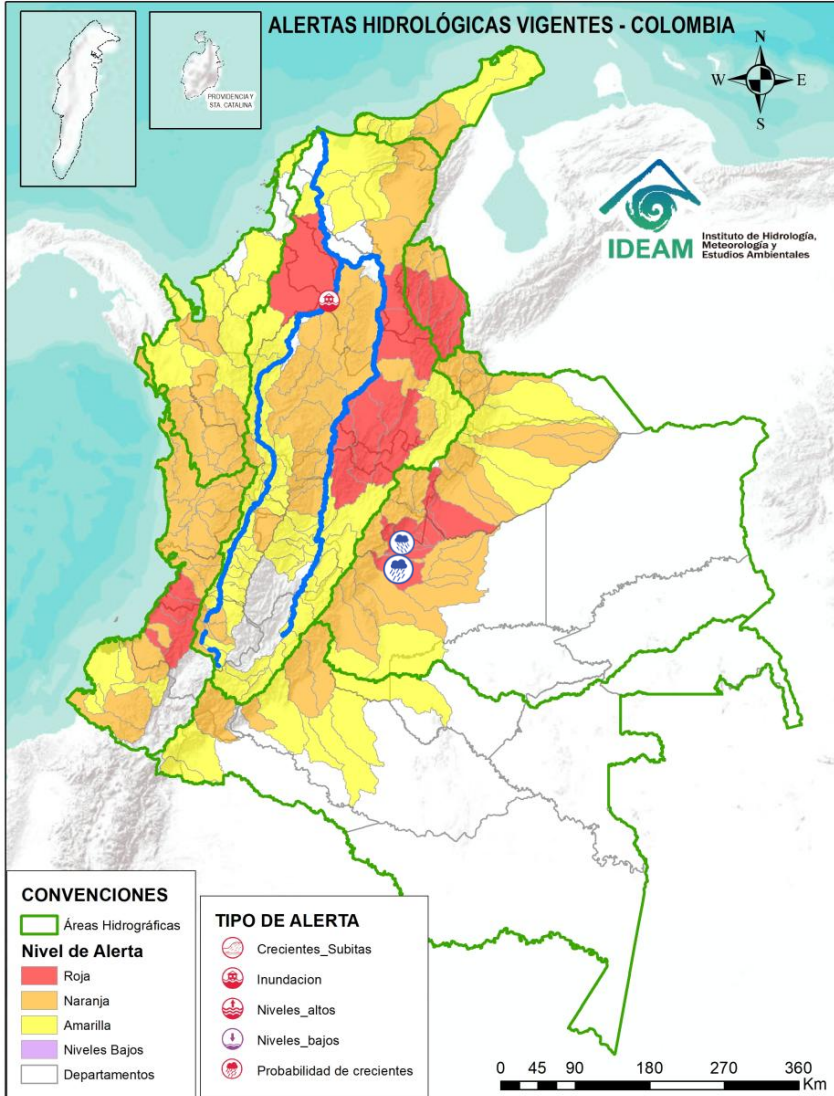 ALERTAS HIDROLÓGICAS VIGENTES - COLOMBIA
PROVIDENCIA Y
STA. CATALINA
N
W
E
S
IDEAM
Instituto de Hidrología,
Meteorología y
Estudios Ambientales
CONVENCIONES
Áreas Hidrográficas
Nivel de Alerta
Roja
Naranja
Amarilla
Niveles Bajos
Departamentos
TIPO DE ALERTA
Crecientes_Subitas
Inundacion
Niveles_altos
Niveles_bajos
Probabilidad de crecientes
0 45 90 180 270 360
Km